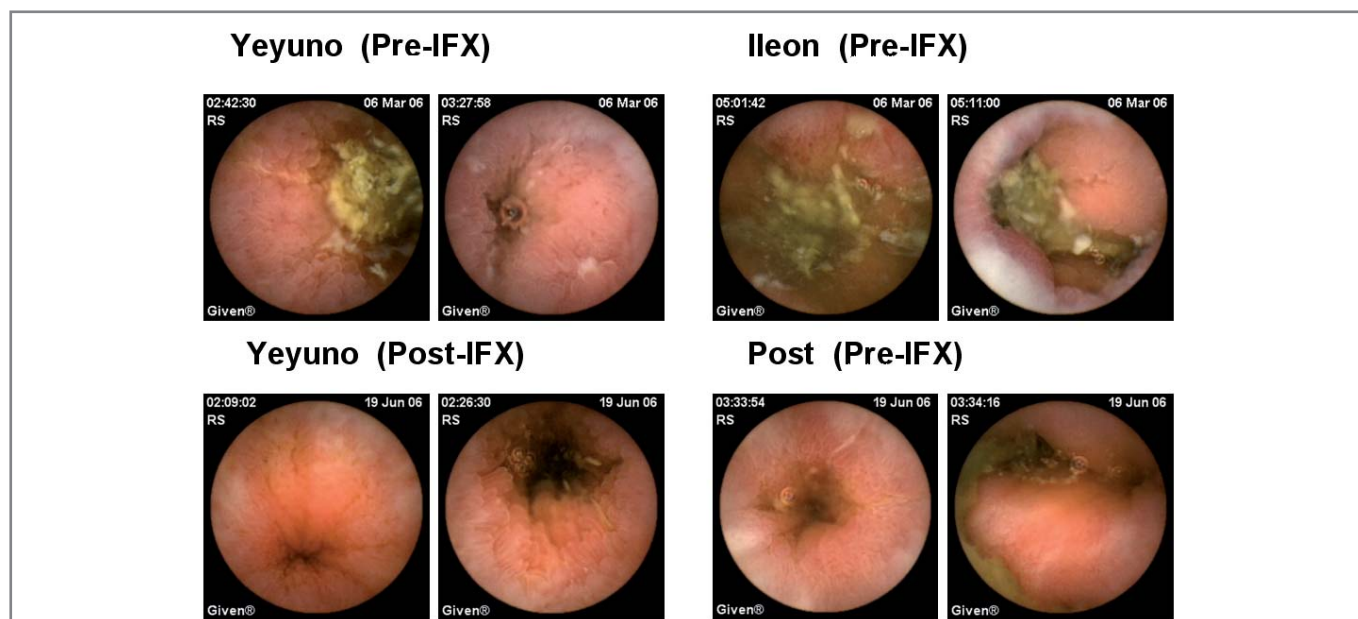 Yeyuno (Pre-IFX)
Ileon (Pre-IFX)
02:42:30 06 Mar 06
RS
Given®
03:27:58 06 Mar 06
RS
Given®
05:01:42 06 Mar 06
RS
Given®
05:11:00 06 Mar 06
RS
Given®
Yeyuno (Post-IFX)
Post (Pre-IFX)
02:09:02 19 Jun 06
RS
Given®
02:26:30 19 Jun 06
RS
Given®
03:33:54 19 Jun 06
RS
Given®
03:34:16 19 Jun 06
RS
Given®